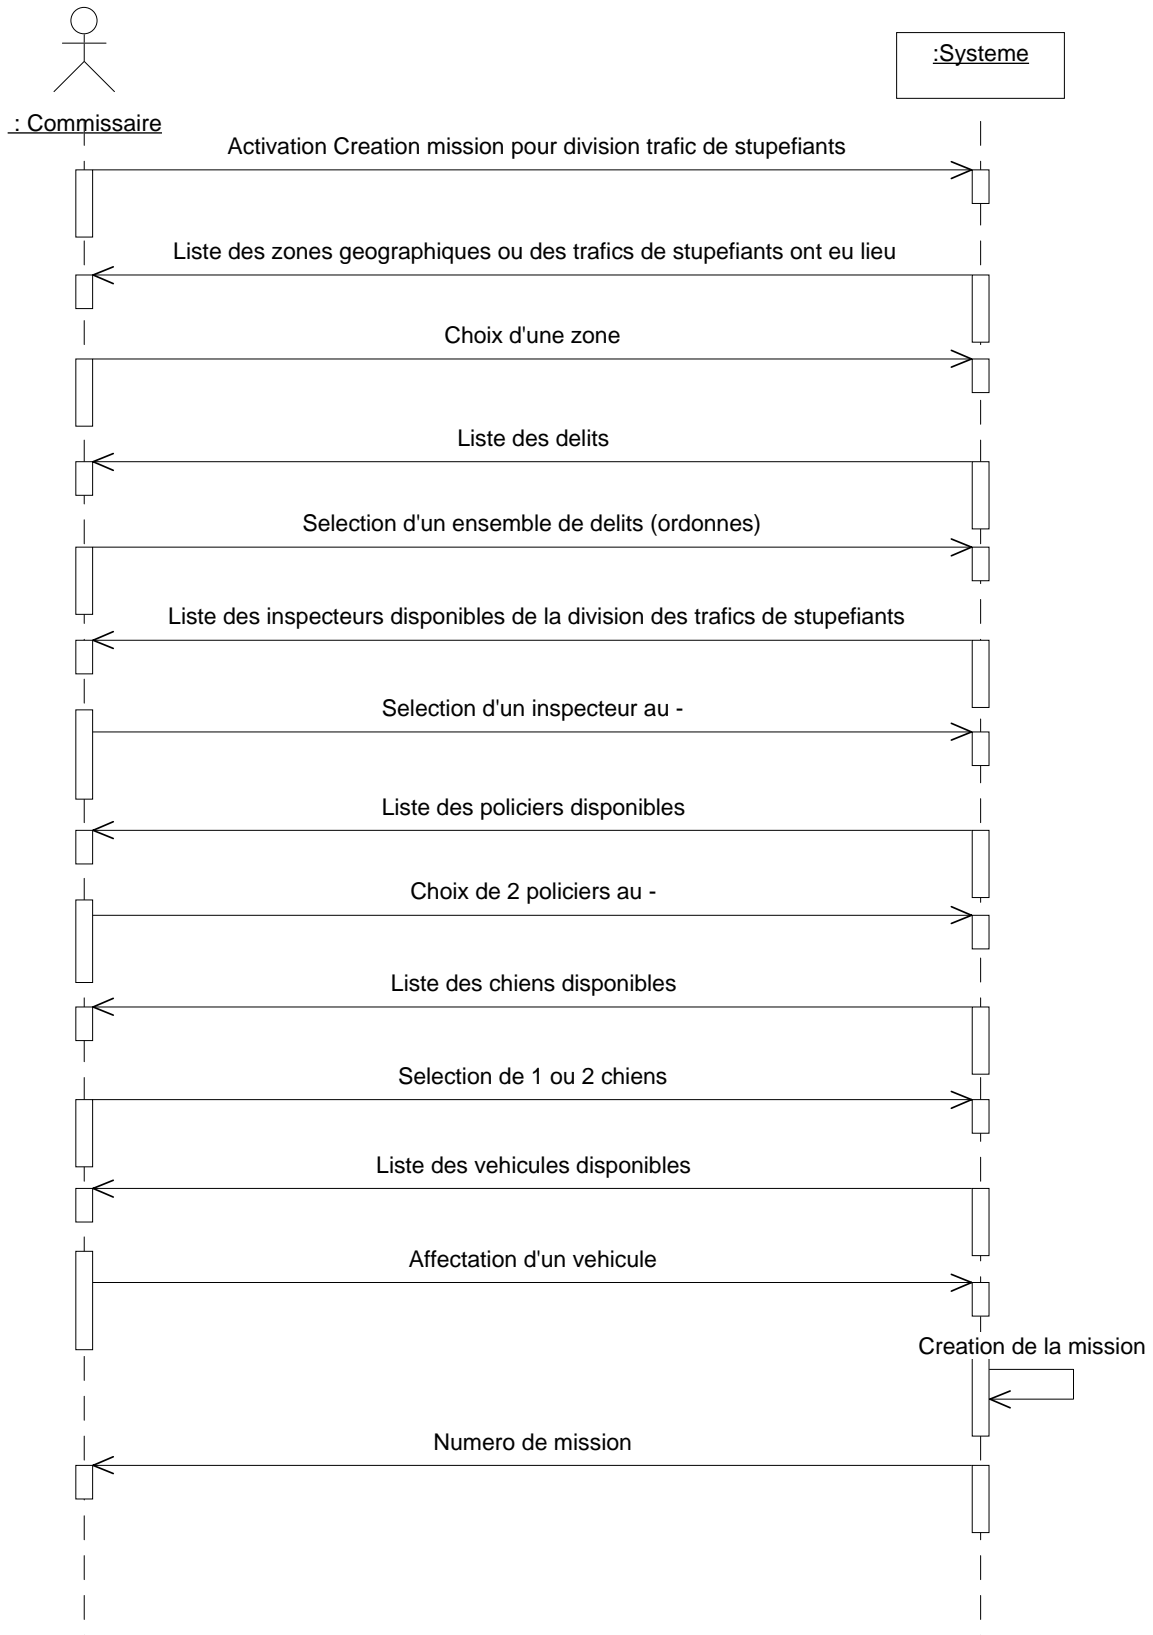 :Systeme
: Commissaire
Activation Creation mission pour division trafic de stupefiants
Liste des zones geographiques ou des trafics de stupefiants ont eu lieu
Choix d'une zone
Liste des delits
Selection d'un ensemble de delits (ordonnes)
Liste des inspecteurs disponibles de la division des trafics de stupefiants
Selection d'un inspecteur au -
Liste des policiers disponibles
Choix de 2 policiers au -
Liste des chiens disponibles
Selection de 1 ou 2 chiens
Liste des vehicules disponibles
Affectation d'un vehicule
Creation de la mission
Numero de mission